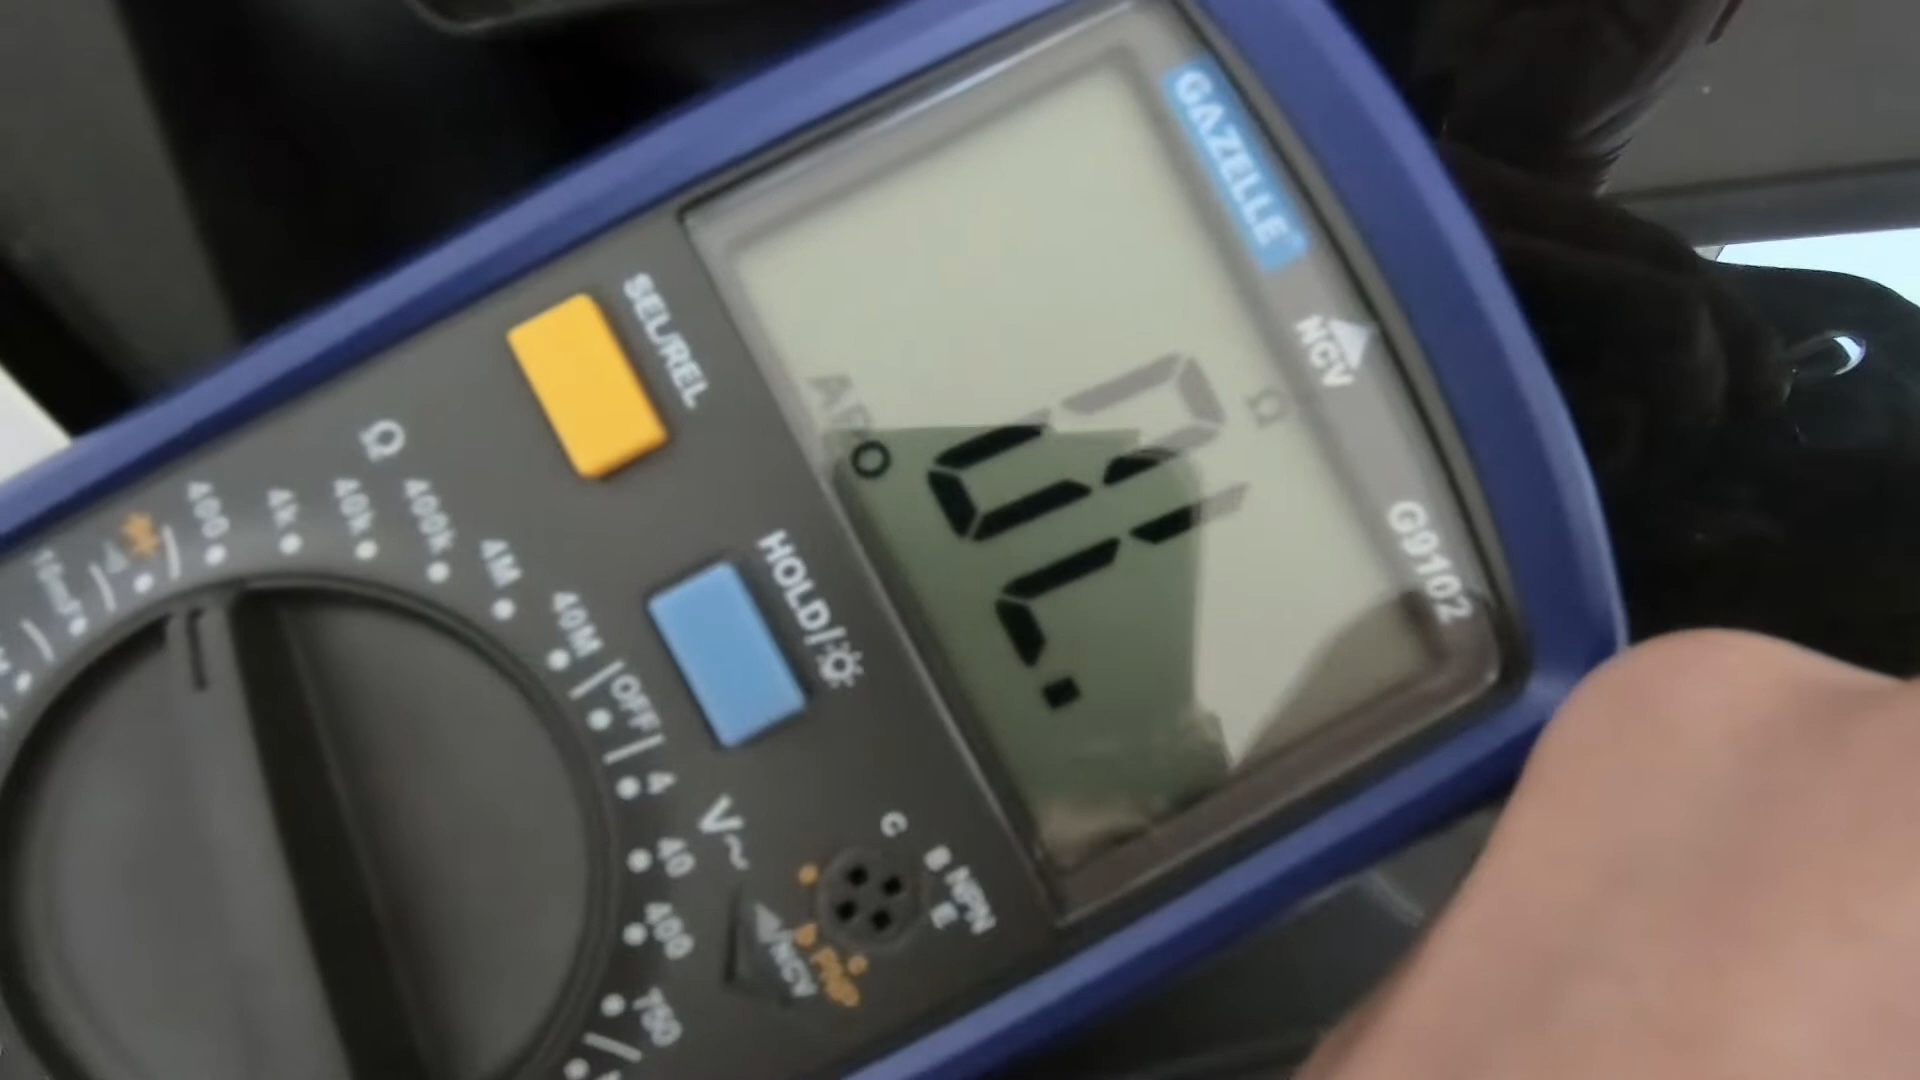 GAZELLE
NCV
G9102
Ω
SEL/REL
HOLD/
Ω
400
4k
40k
400k
4M
40M
OFF
4
V~
40
400
750
C
B
E
NPN
PNP
NCV